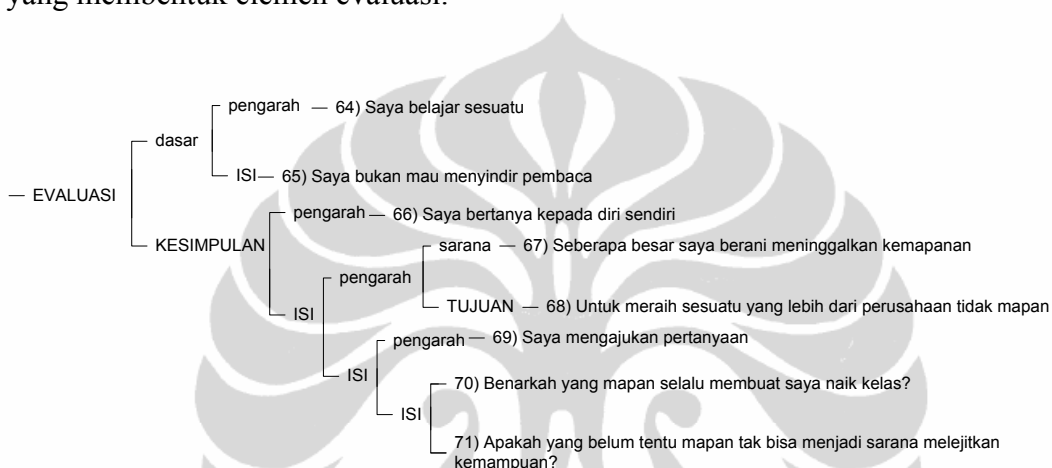 yang membentuk elemen evaluasi.
pengarah — 64) Saya belajar sesuatu
dasar
ISI— 65) Saya bukan mau menyindir pembaca
— EVALUASI
pengarah — 66) Saya bertanya kepada diri sendiri
KESIMPULAN
sarana — 67) Seberapa besar saya berani meninggalkan kemapanan
pengarah
TUJUAN — 68) Untuk meraih sesuatu yang lebih dari perusahaan tidak mapan
ISI
pengarah — 69) Saya mengajukan pertanyaan
ISI
70) Benarkah yang mapan selalu membuat saya naik kelas?
ISI
71) Apakah yang belum tentu mapan tak bisa menjadi sarana melejitkan
kemampuan?